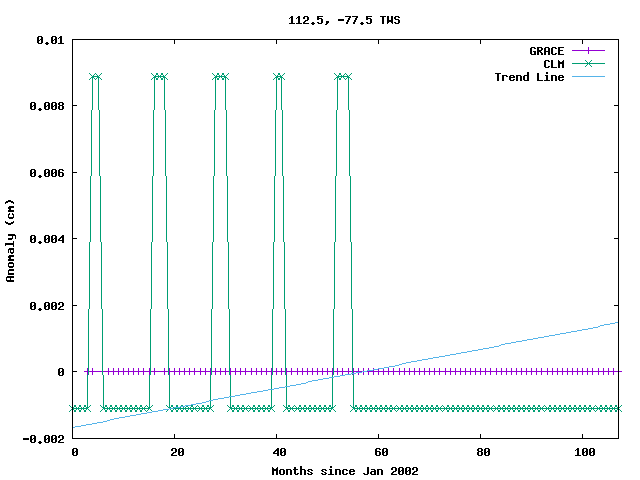 112.5, -77.5 TWS
GRACE
CLM
Trend Line
0.01
0.008
0.006
0.004
0.002
0
-0.002
Anomaly (cm)
0 20 40 60 80 100
Months since Jan 2002